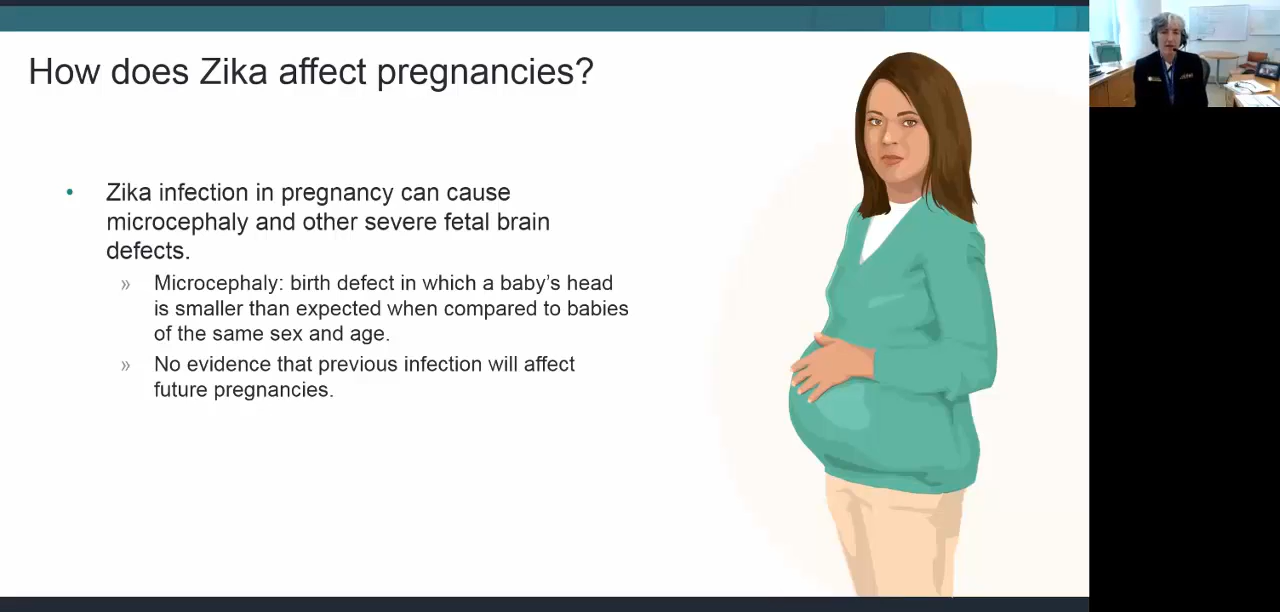 How does Zika affect pregnancies?
• Zika infection in pregnancy can cause
microcephaly and other severe fetal brain
defects.
» Microcephaly: birth defect in which a baby's head
is smaller than expected when compared to babies
of the same sex and age.
» No evidence that previous infection will affect
future pregnancies.